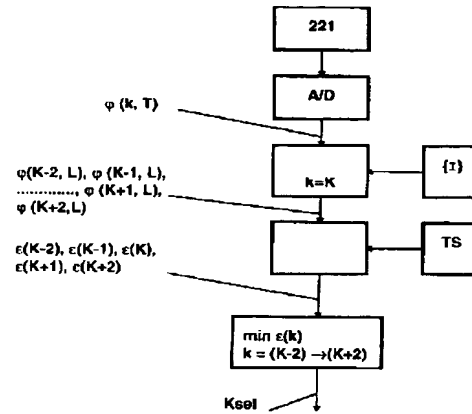 221
A/D
φ (k, T)
k=K
{I}
φ(K-2, L), φ (K-1, L),
............, φ (K+1, L),
φ (K+2,L)
TS
ε(K-2), ε(K-1), ε(K),
ε(K+1), ε(K+2)
min ε(k)
k = (K-2) →(K+2)
Ksel